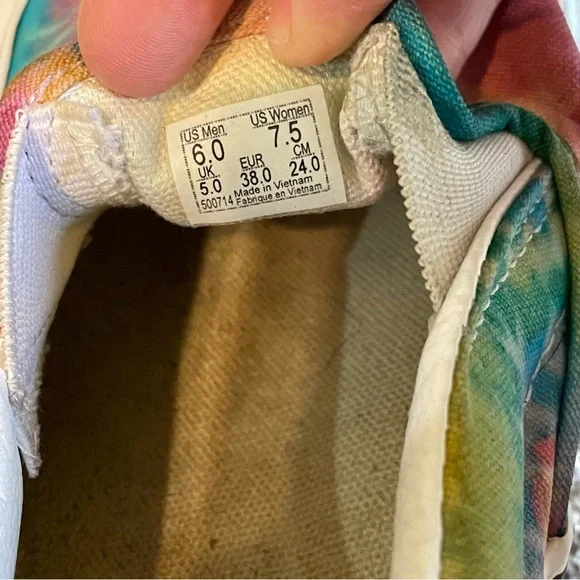 US Men US Women
6.0 7.5
UK EUR CM
5.0 38.0 24.0
500714 Made in Vietnam
Fabrique en Vietnam